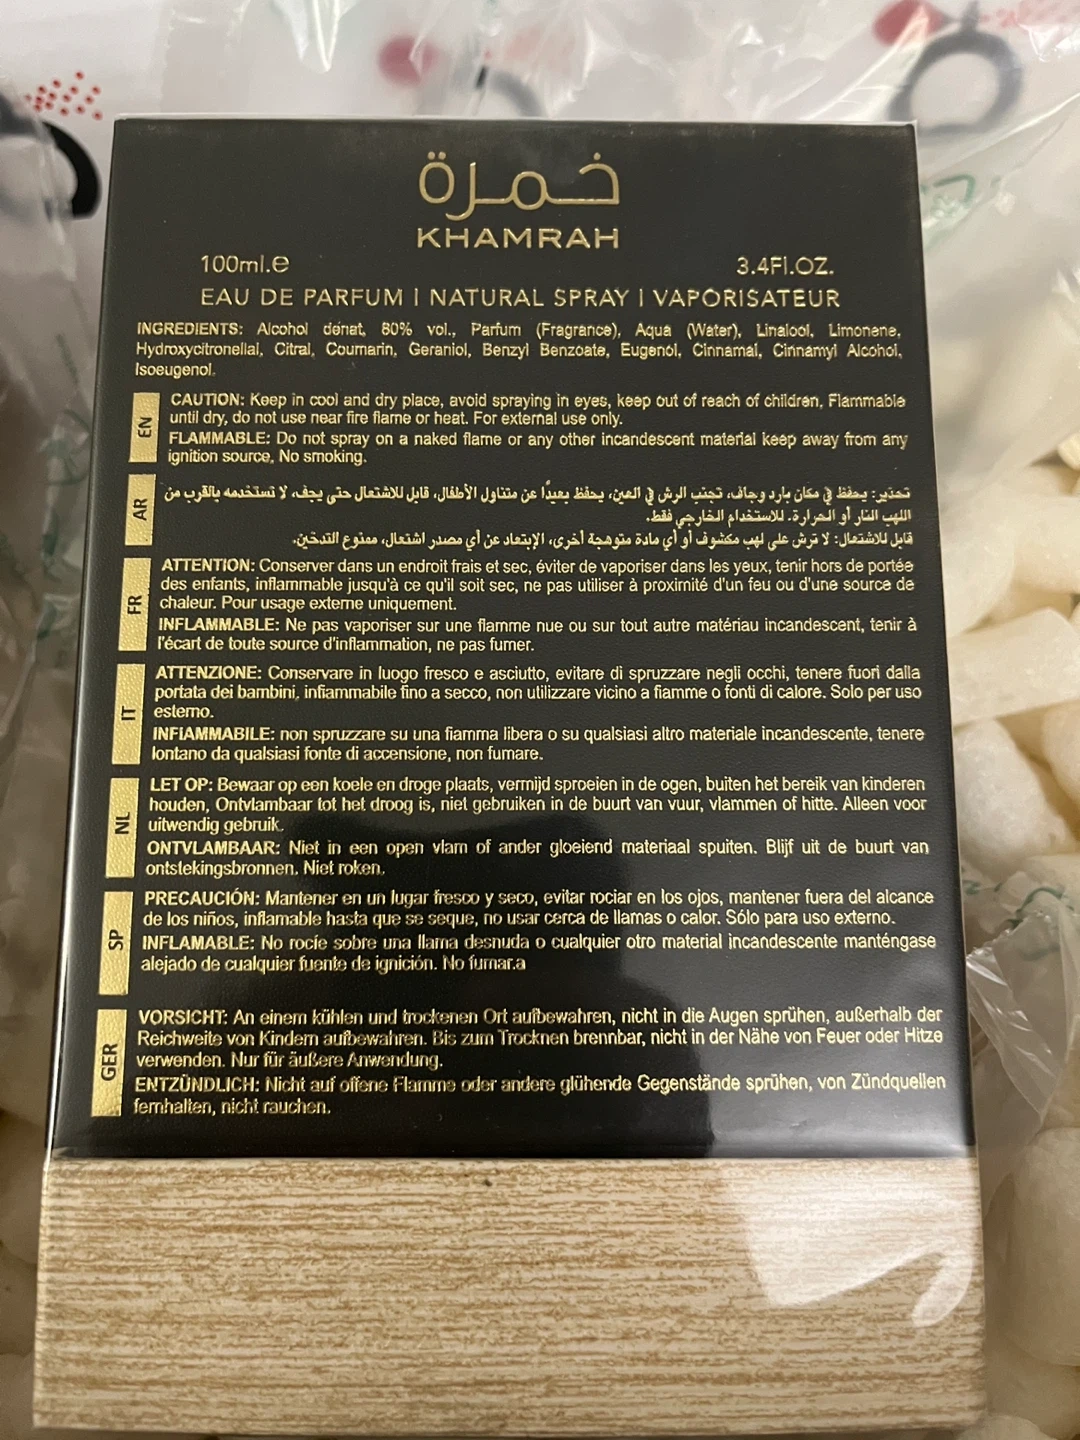 خمرة
KHAMRAH
100ml.e 3.4Fl.OZ.
EAU DE PARFUM | NATURAL SPRAY | VAPORISATEUR
INGREDIENTS: Alcohol denat, 80% vol., Parfum (Fragrance), Aqua (Water), Linalool, Limonene,
Hydroxycitronellal, Citral, Coumarin, Geraniol, Benzyl Benzoate, Eugenol, Cinnamal, Cinnamyl Alcohol,
Isoeugenol.
EN
CAUTION: Keep in cool and dry place, avoid spraying in eyes, keep out of reach of children, Flammable
until dry, do not use near fire flame or heat. For external use only.
FLAMMABLE: Do not spray on a naked flame or any other incandescent material keep away from any
ignition source, No smoking.
AR
تحذير: يحفظ في مكان بارد وجاف، تجنب الرش في العين، يحفظ بعيدًا عن متناول الأطفال، قابل للاشتعال حتى يجف، لا تستخدمه بالقرب من
اللهب النار أو الحرارة. للاستخدام الخارجي فقط.
قابل للاشتعال: لا ترش على لهب مكشوف أو أي مادة متوهجة أخرى، الإبتعاد عن أي مصدر اشتعال، ممنوع التدخين.
FR
ATTENTION: Conserver dans un endroit frais et sec, éviter de vaporiser dans les yeux, tenir hors de portée
des enfants, inflammable jusqu'à ce qu'il soit sec, ne pas utiliser à proximité d'un feu ou d'une source de
chaleur. Pour usage externe uniquement.
INFLAMMABLE: Ne pas vaporiser sur une flamme nue ou sur tout autre matériau incandescent, tenir à
l'écart de toute source d'inflammation, ne pas fumer.
IT
ATTENZIONE: Conservare in luogo fresco e asciutto, evitare di spruzzare negli occhi, tenere fuori dalla
portata dei bambini, infiammabile fino a secco, non utilizzare vicino a fiamme o fonti di calore. Solo per uso
esterno.
INFIAMMABILE: non spruzzare su una fiamma libera o su qualsiasi altro materiale incandescente, tenere
lontano da qualsiasi fonte di accensione, non fumare.
NL
LET OP: Bewaar op een koele en droge plaats, vermijd sproeien in de ogen, buiten het bereik van kinderen
houden, Ontvlambaar tot het droog is, niet gebruiken in de buurt van vuur, vlammen of hitte. Alleen voor
uitwendig gebruik.
ONTVLAMBAAR: Niet in een open vlam of ander gloeiend materiaal spuiten. Blijf uit de buurt van
ontstekingsbronnen. Niet roken.
SP
PRECAUCIÓN: Mantener en un lugar fresco y seco, evitar rociar en los ojos, mantener fuera del alcance
de los niños, inflamable hasta que se seque, no usar cerca de llamas o calor. Sólo para uso externo.
INFLAMABLE: No rocíe sobre una llama desnuda o cualquier otro material incandescente manténgase
alejado de cualquier fuente de ignición. No fumar.a
GER
VORSICHT: An einem kühlen und trockenen Ort aufbewahren, nicht in die Augen sprühen, außerhalb der
Reichweite von Kindern aufbewahren. Bis zum Trocknen brennbar, nicht in der Nähe von Feuer oder Hitze
verwenden. Nur für äußere Anwendung.
ENTZÜNDLICH: Nicht auf offene Flamme oder andere glühende Gegenstände sprühen, von Zündquellen
fernhalten, nicht rauchen.